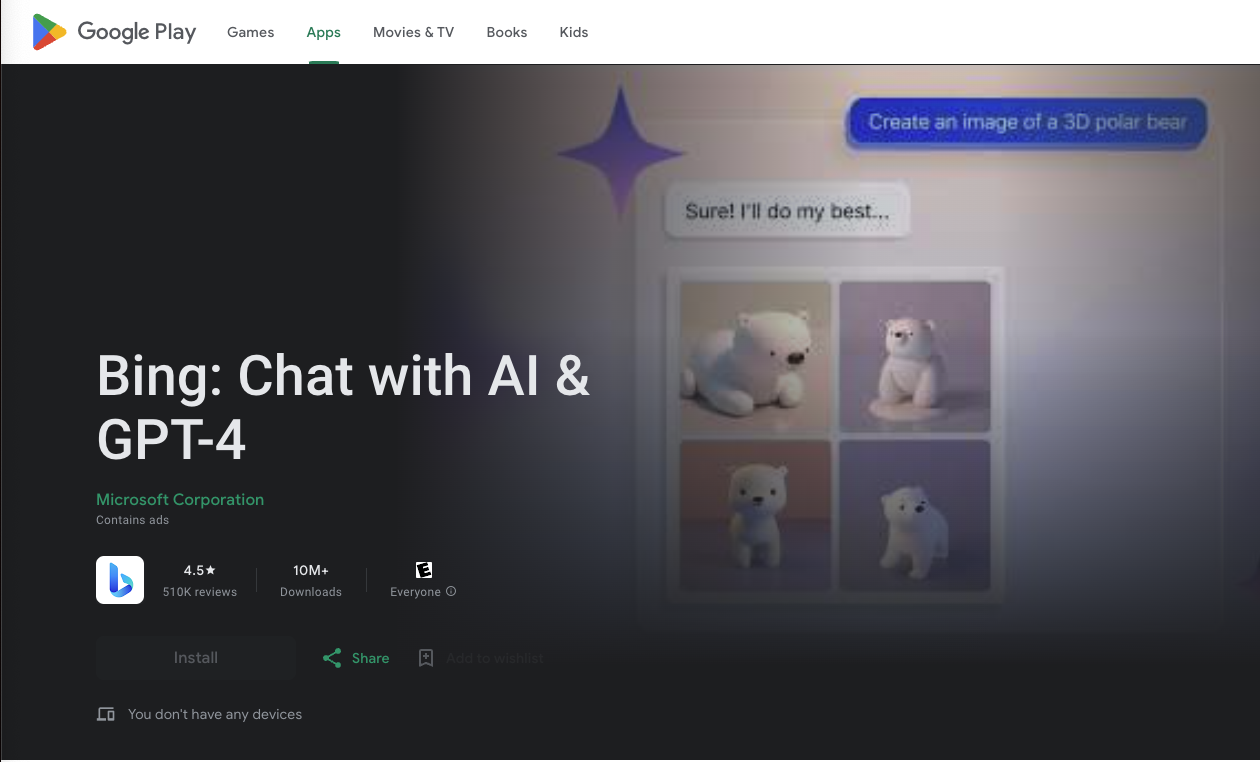 Google Play
Games
Apps
Movies & TV
Books
Kids
Create an image of a 3D polar bear
Sure! I'll do my best...
Bing: Chat with AI &
GPT-4
Microsoft Corporation
Contains ads
4.5★
510K reviews
10M+
Downloads
E
Everyone
Install
Share
Add to wishlist
You don't have any devices